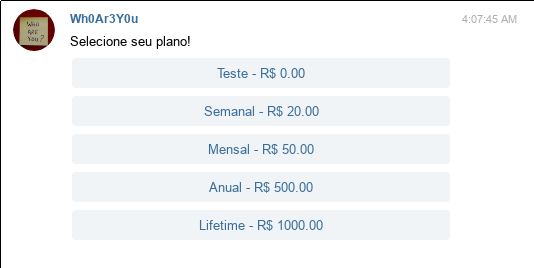 Wh0Ar3Y0u
4:07:45 AM
WHO
ARE
YOU?
Selecione seu plano!
Teste - R$ 0.00
Semanal - R$ 20.00
Mensal - R$ 50.00
Anual - R$ 500.00
Lifetime - R$ 1000.00